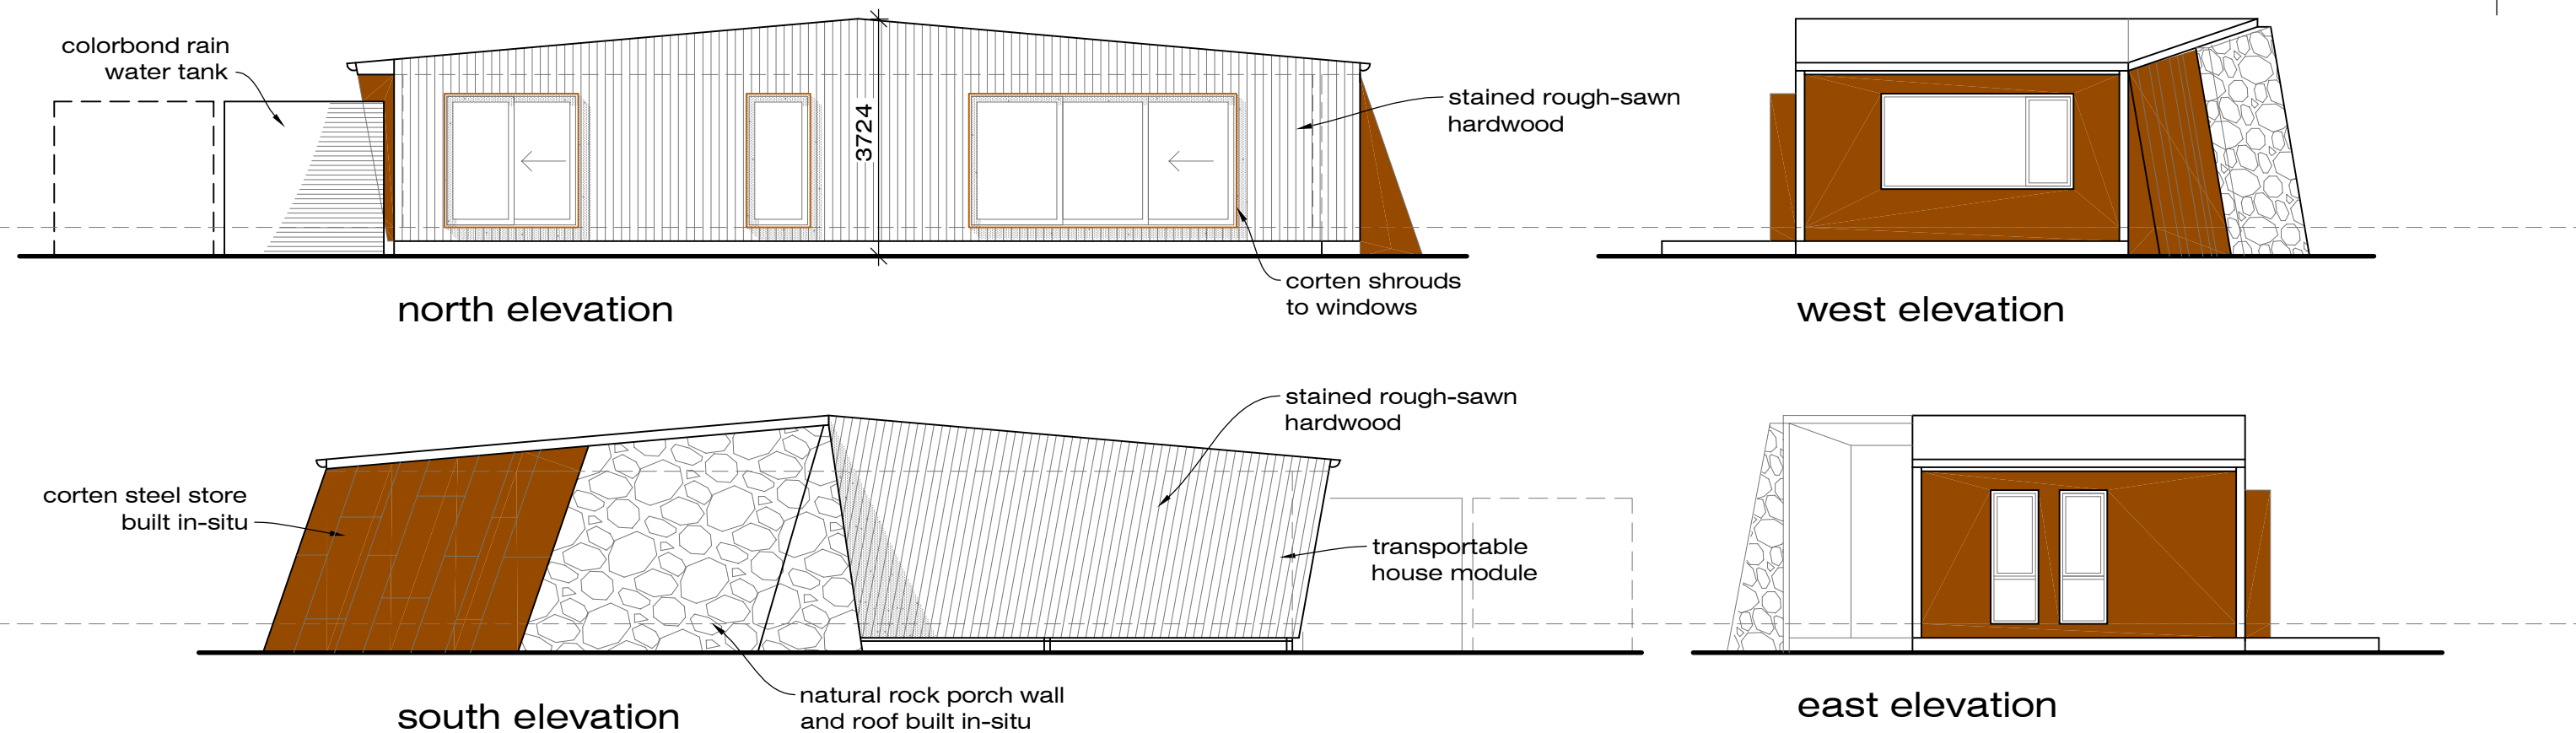 colorbond rain
water tank
3724
stained rough-sawn
hardwood
corten shrouds
to windows
north elevation
west elevation
stained rough-sawn
hardwood
corten steel store
built in-situ
transportable
house module
natural rock porch wall
and roof built in-situ
south elevation
east elevation